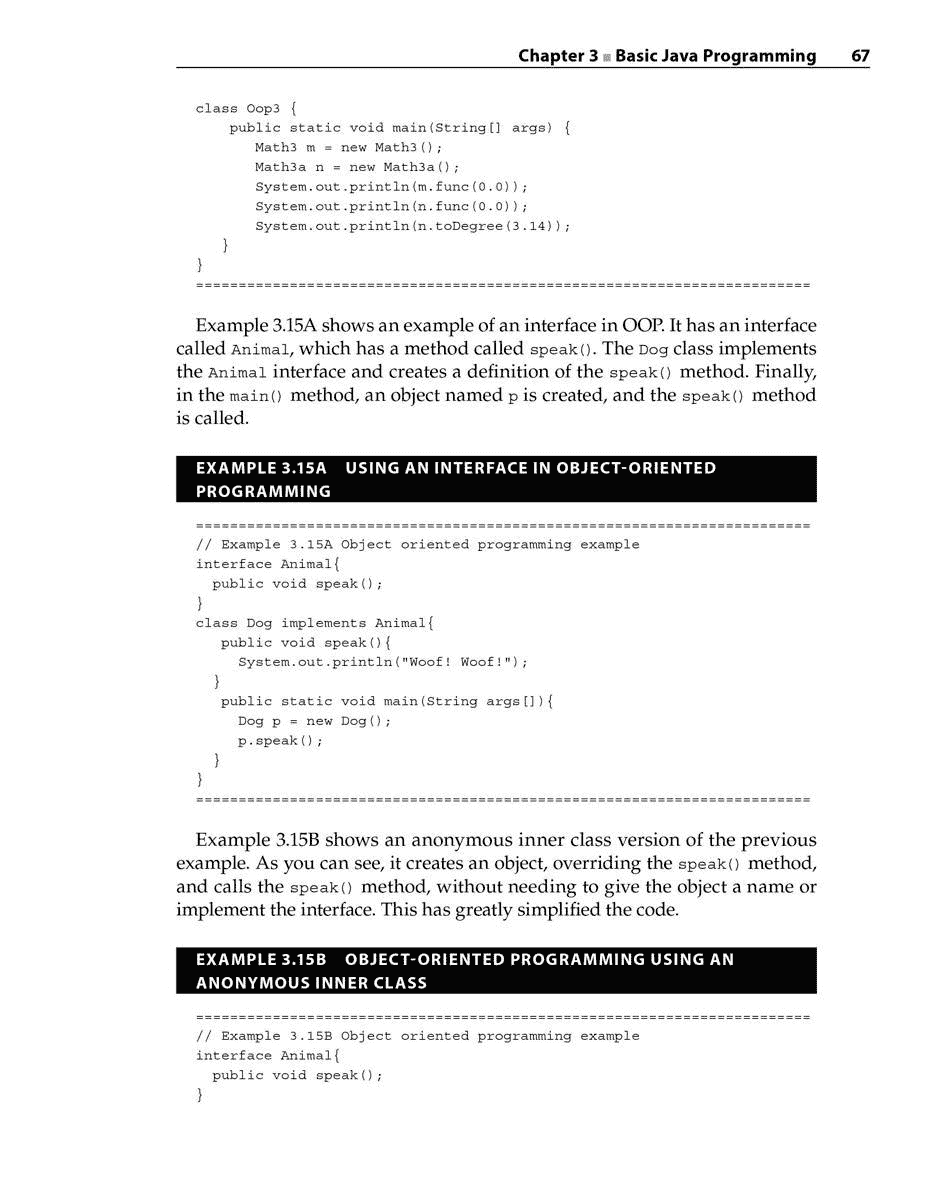 Chapter 3 ■ Basic Java Programming 67
class Oop3 {
    public static void main(String[] args) {
       Math3 m = new Math3();
       Math3a n = new Math3a();
       System.out.println(m.func(0.0));
       System.out.println(n.func(0.0));
       System.out.println(n.toDegree(3.14));
   }
}
========================================================================
Example 3.15A shows an example of an interface in OOP. It has an interface
called Animal, which has a method called speak(). The Dog class implements
the Animal interface and creates a definition of the speak() method. Finally,
in the main() method, an object named p is created, and the speak() method
is called.
EXAMPLE 3.15A USING AN INTERFACE IN OBJECT-ORIENTED
PROGRAMMING
========================================================================
// Example 3.15A Object oriented programming example
interface Animal{
  public void speak();
}
class Dog implements Animal{
   public void speak(){
     System.out.println("Woof! Woof!");
  }
   public static void main(String args[]){
     Dog p = new Dog();
     p.speak();
  }
}
========================================================================
Example 3.15B shows an anonymous inner class version of the previous
example. As you can see, it creates an object, overriding the speak() method,
and calls the speak() method, without needing to give the object a name or
implement the interface. This has greatly simplified the code.
EXAMPLE 3.15B OBJECT-ORIENTED PROGRAMMING USING AN
ANONYMOUS INNER CLASS
========================================================================
// Example 3.15B Object oriented programming example
interface Animal{
  public void speak();
}